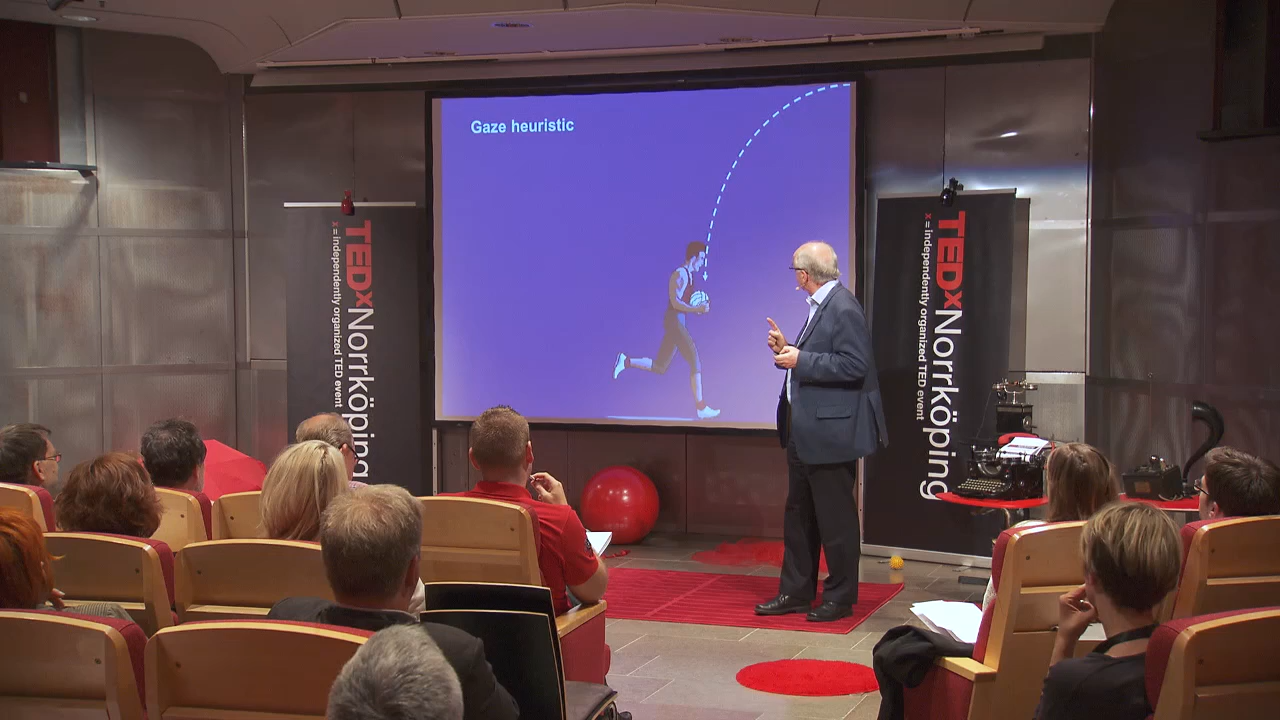 Gaze heuristic
TEDxNorrköping
x = independently organized TED event
TEDxNorrköping
x = independently organized TED event